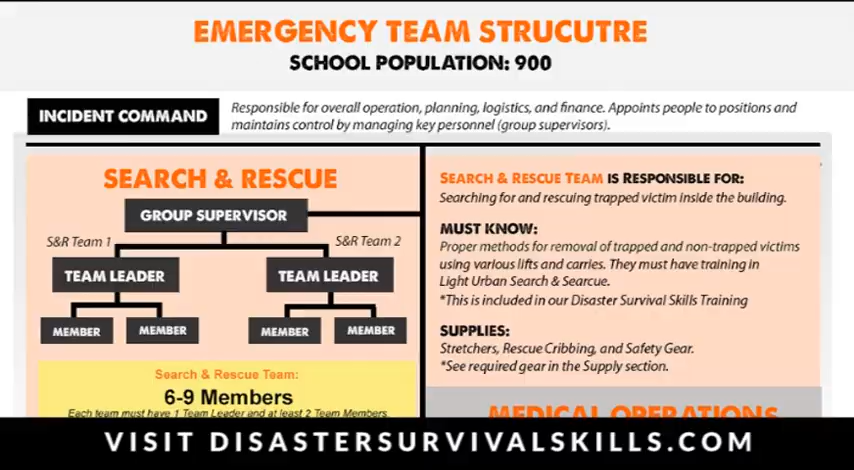 EMERGENCY TEAM STRUCUTRE
SCHOOL POPULATION: 900
INCIDENT COMMAND
Responsible for overall operation, planning, logistics, and finance. Appoints people to positions and
maintains control by managing key personnel (group supervisors).
SEARCH & RESCUE
GROUP SUPERVISOR
S&R Team 1
S&R Team 2
TEAM LEADER
TEAM LEADER
MEMBER
MEMBER
MEMBER
MEMBER
Search & Rescue Team:
6-9 Members
Each team must have 1 Team Leader and at least 2 Team Members.
SEARCH & RESCUE TEAM IS RESPONSIBLE FOR:
Searching for and rescuing trapped victim inside the building.
MUST KNOW:
Proper methods for removal of trapped and non-trapped victims
using various lifts and carries. They must have training in
Light Urban Search & Searcue.
*This is included in our Disaster Survival Skills Training
SUPPLIES:
Stretchers, Rescue Cribbing, and Safety Gear.
*See required gear in the Supply section.
MEDICAL OPERATIONS
VISIT DISASTERSURVIVALSKILLS.COM